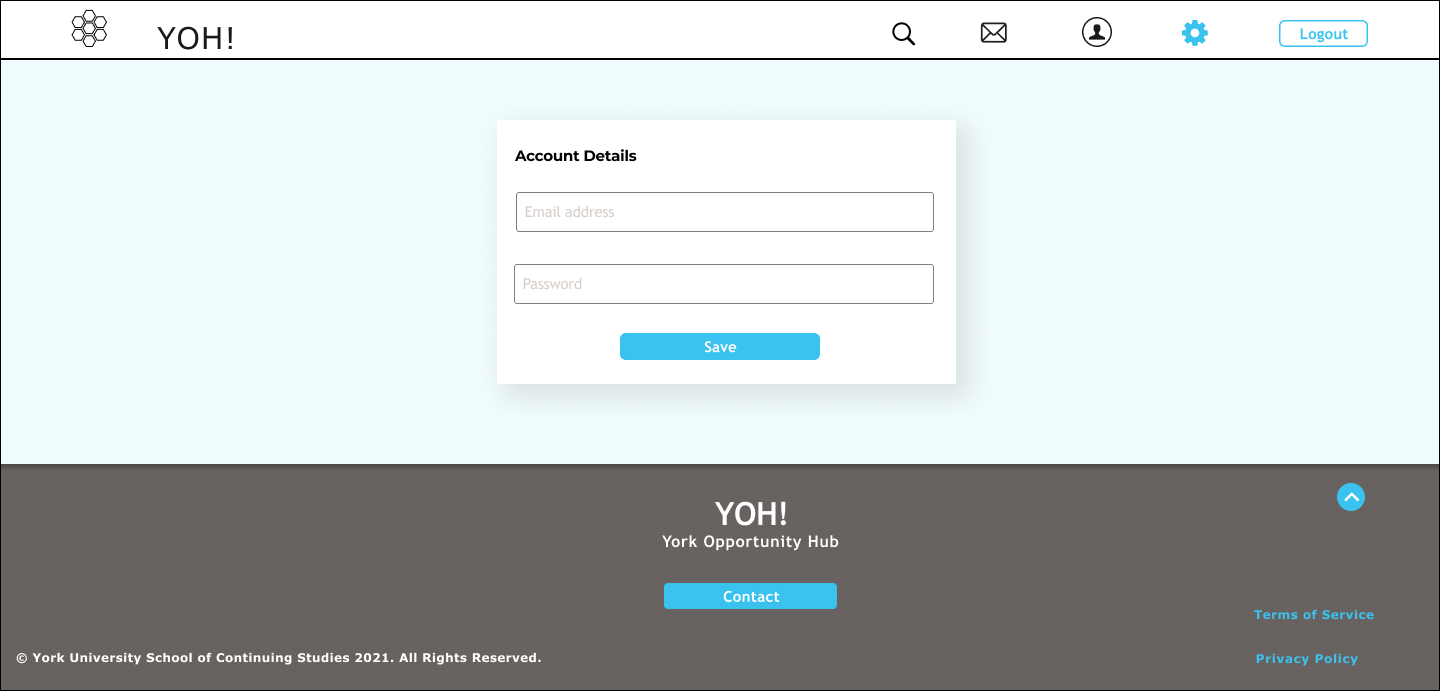 YOH!
Logout
Account Details
Email address
Password
Save
YOH!
York Opportunity Hub
Contact
Terms of Service
© York University School of Continuing Studies 2021. All Rights Reserved.
Privacy Policy